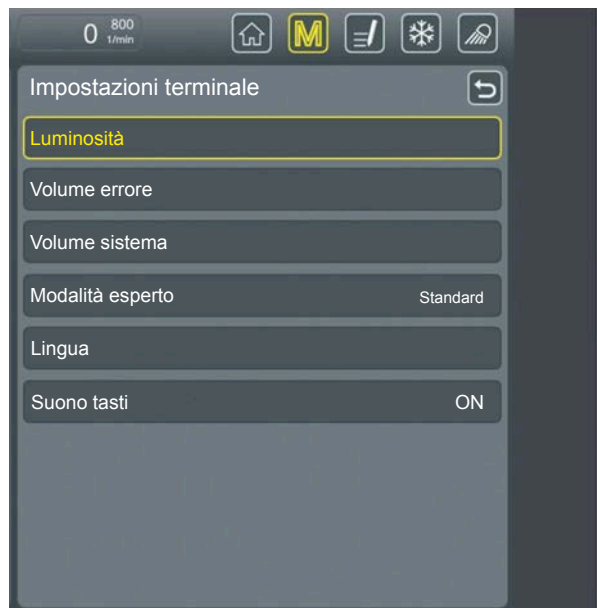 0 800 1/min M
Impostazioni terminale
Luminosità
Volume errore
Volume sistema
Modalità esperto Standard
Lingua
Suono tasti ON